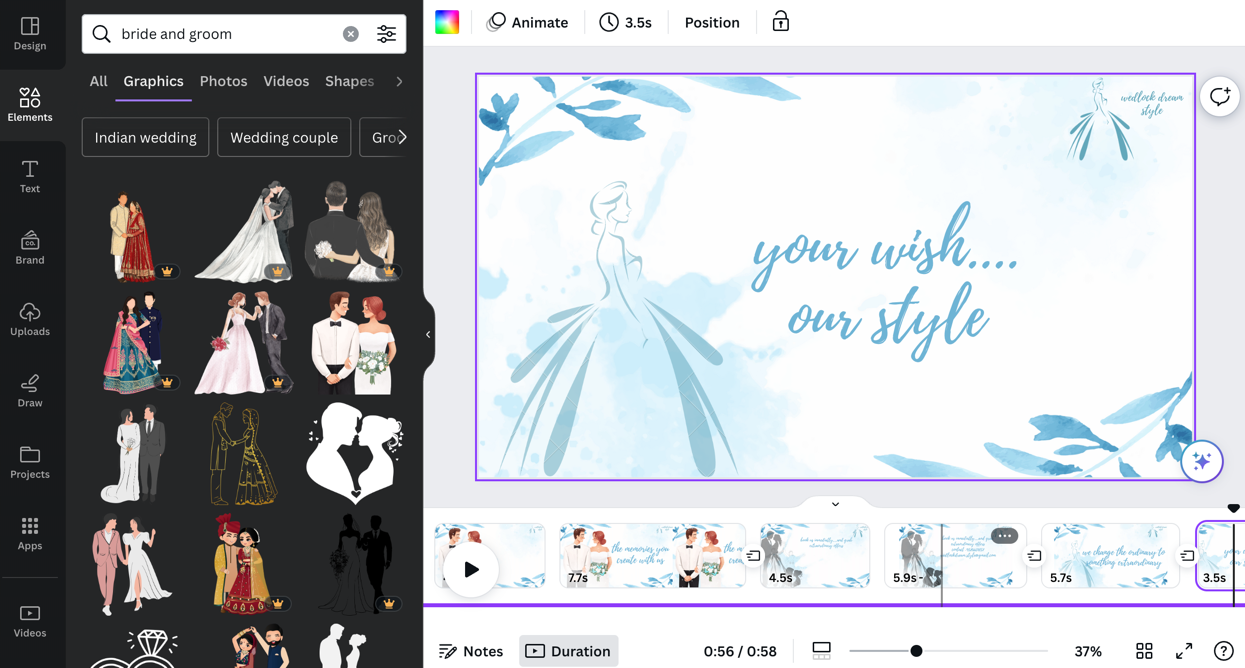 Design
Elements
Text
Brand
CO.
Uploads
Draw
Projects
Apps
Videos
bride and groom
All Graphics Photos Videos Shapes
Indian wedding
Wedding couple
Animate
3.5s
Position
wedlock dream
style
your wish....
our style
7.7s
the memories you
create with us
4.5s
5.9s
we change the ordinary to
something extraordinary
5.7s
3.5s
Notes
Duration
0:56 / 0:58
37%